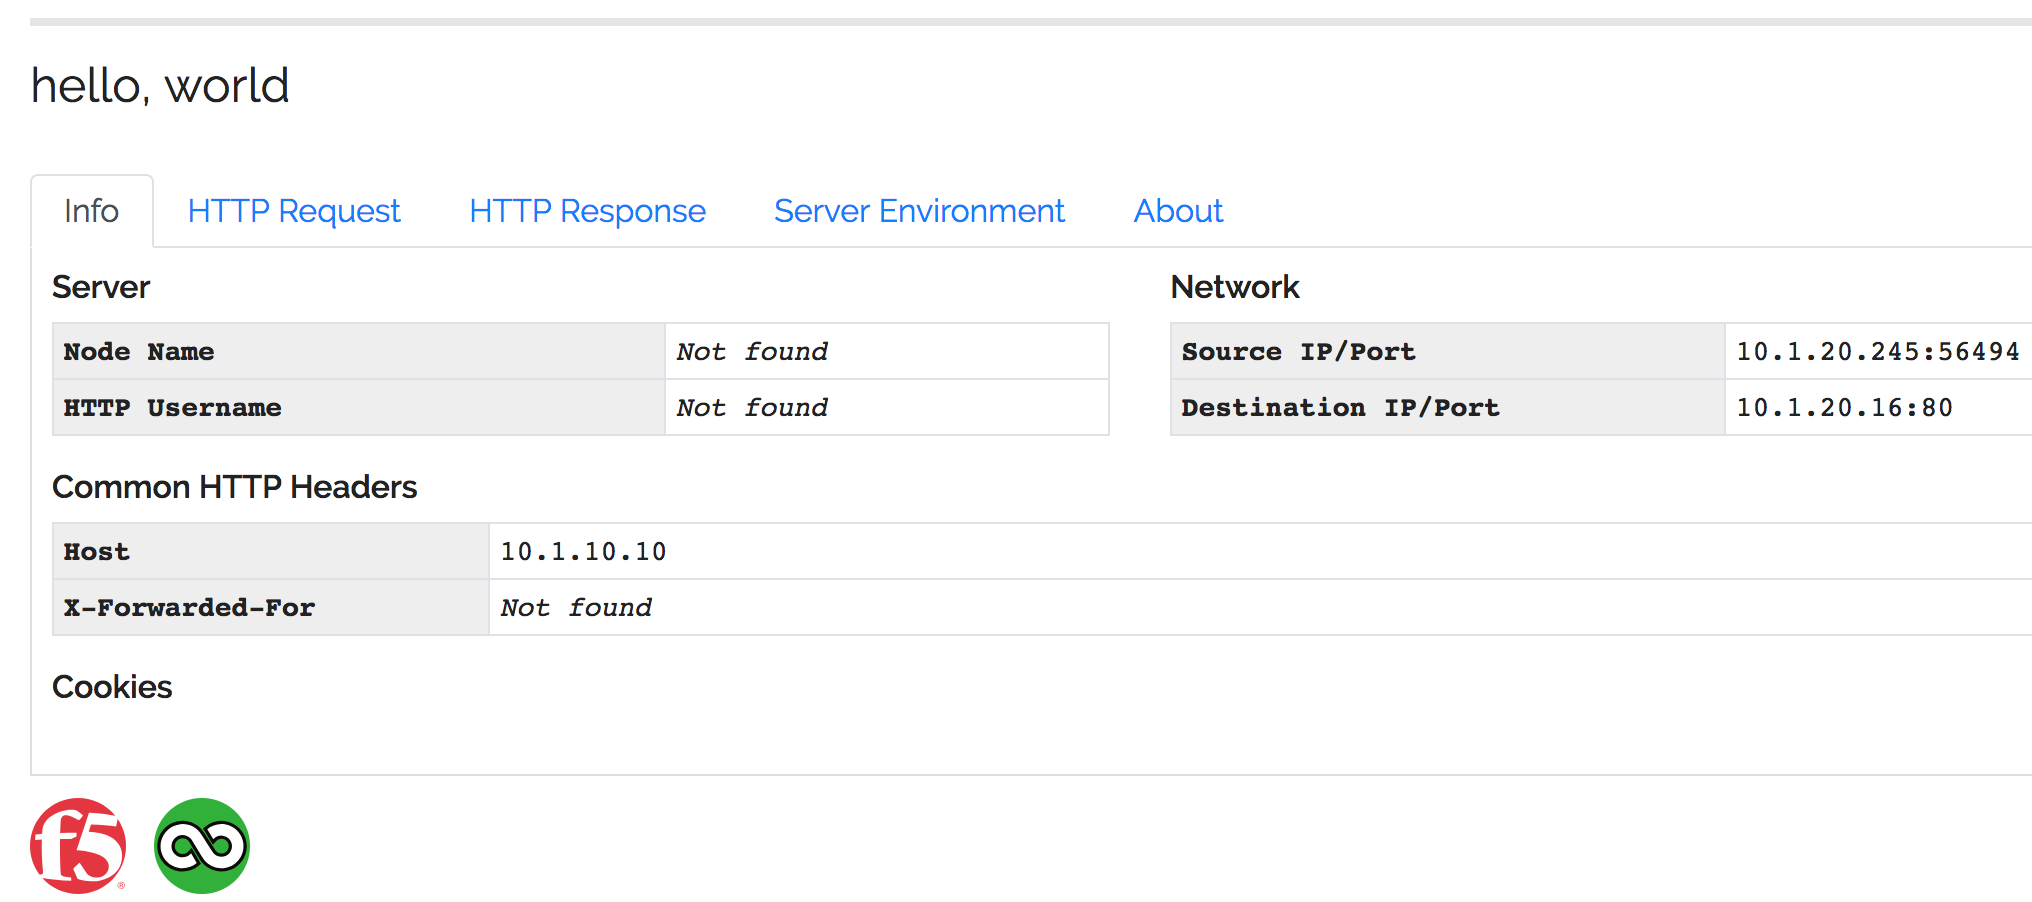 hello, world
Info HTTP Request HTTP Response Server Environment About
Server
Node Name Not found
HTTP Username Not found
Network
Source IP/Port 10.1.20.245:56494
Destination IP/Port 10.1.20.16:80
Common HTTP Headers
Host 10.1.10.10
X-Forwarded-For Not found
Cookies
f5®